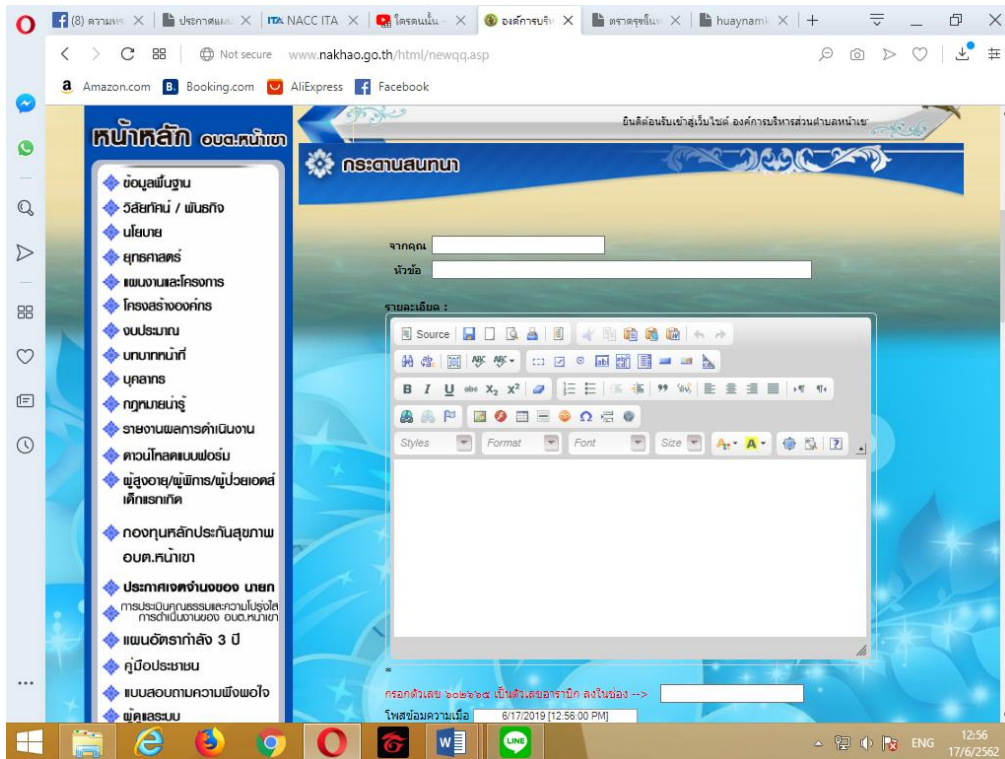 (8) ความทร
ประกาศผล
ITA NACC ITA
ใครคนนั้น -
องค์การบริห
huaynam
Not secure www.nakhao.go.th/html/newqq.asp
Amazon.com
B. Booking.com
AliExpress
Facebook
ยินดีต้อนรับเข้าสู่เว็บไซต์ องค์การบริหารส่วนตำบลหน้าเข
หน้าหลัก อบต.หน้าเขา
กระดานสนทนา
ข้อมูลพื้นฐาน
วิสัยทัศน์ / พันธกิจ
นโยบาย
ยุทธศาสตร์
แผนงานและโครงการ
โครงสร้างองค์กร
งบประมาณ
บทบาทหน้าที่
บุคลากร
กฎหมายน่ารู้
รายงานผลการดำเนินงาน
ดาวน์โหลดแบบฟอร์ม
ผู้สูงอายุ/ผู้พิการ/ผู้ป่วยเอดส์
เด็กแรกเกิด
กองทุนหลักประกันสุขภาพ
อบต.หน้าเขา
ประกาศเจตจำนงของ นายก
การประเมินคุณธรรมและความโปร่งใส
การดำเนินงานของ อบต.หน้าเขา
แผนอัตรากำลัง 3 ปี
คู่มือประชาชน
แบบสอบถามความพึงพอใจ
ผู้ดูแลระบบ
จากคุณ
หัวข้อ
รายละเอียด :
Source
B I U abc X₂ X²
Styles Format Font Size
*
กรอกตัวเลข ๖๐๒๖๖๕ เป็นตัวเลขอาราบิก ลงในช่อง -->
โพสข้อมความเมื่อ 6/17/2019 [12:56:00 PM]
LINE
ENG
12:56
17/6/2562